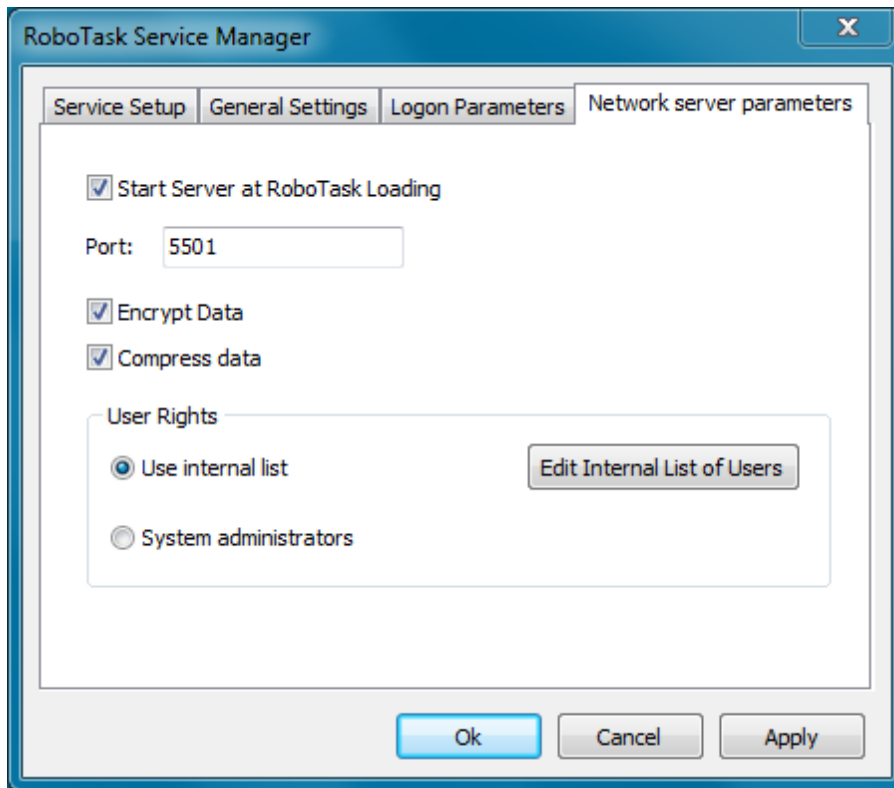 RoboTask Service Manager
Service Setup General Settings Logon Parameters Network server parameters
Start Server at RoboTask Loading
Port: 5501
Encrypt Data
Compress data
User Rights
Use internal list Edit Internal List of Users
System administrators
Ok Cancel Apply